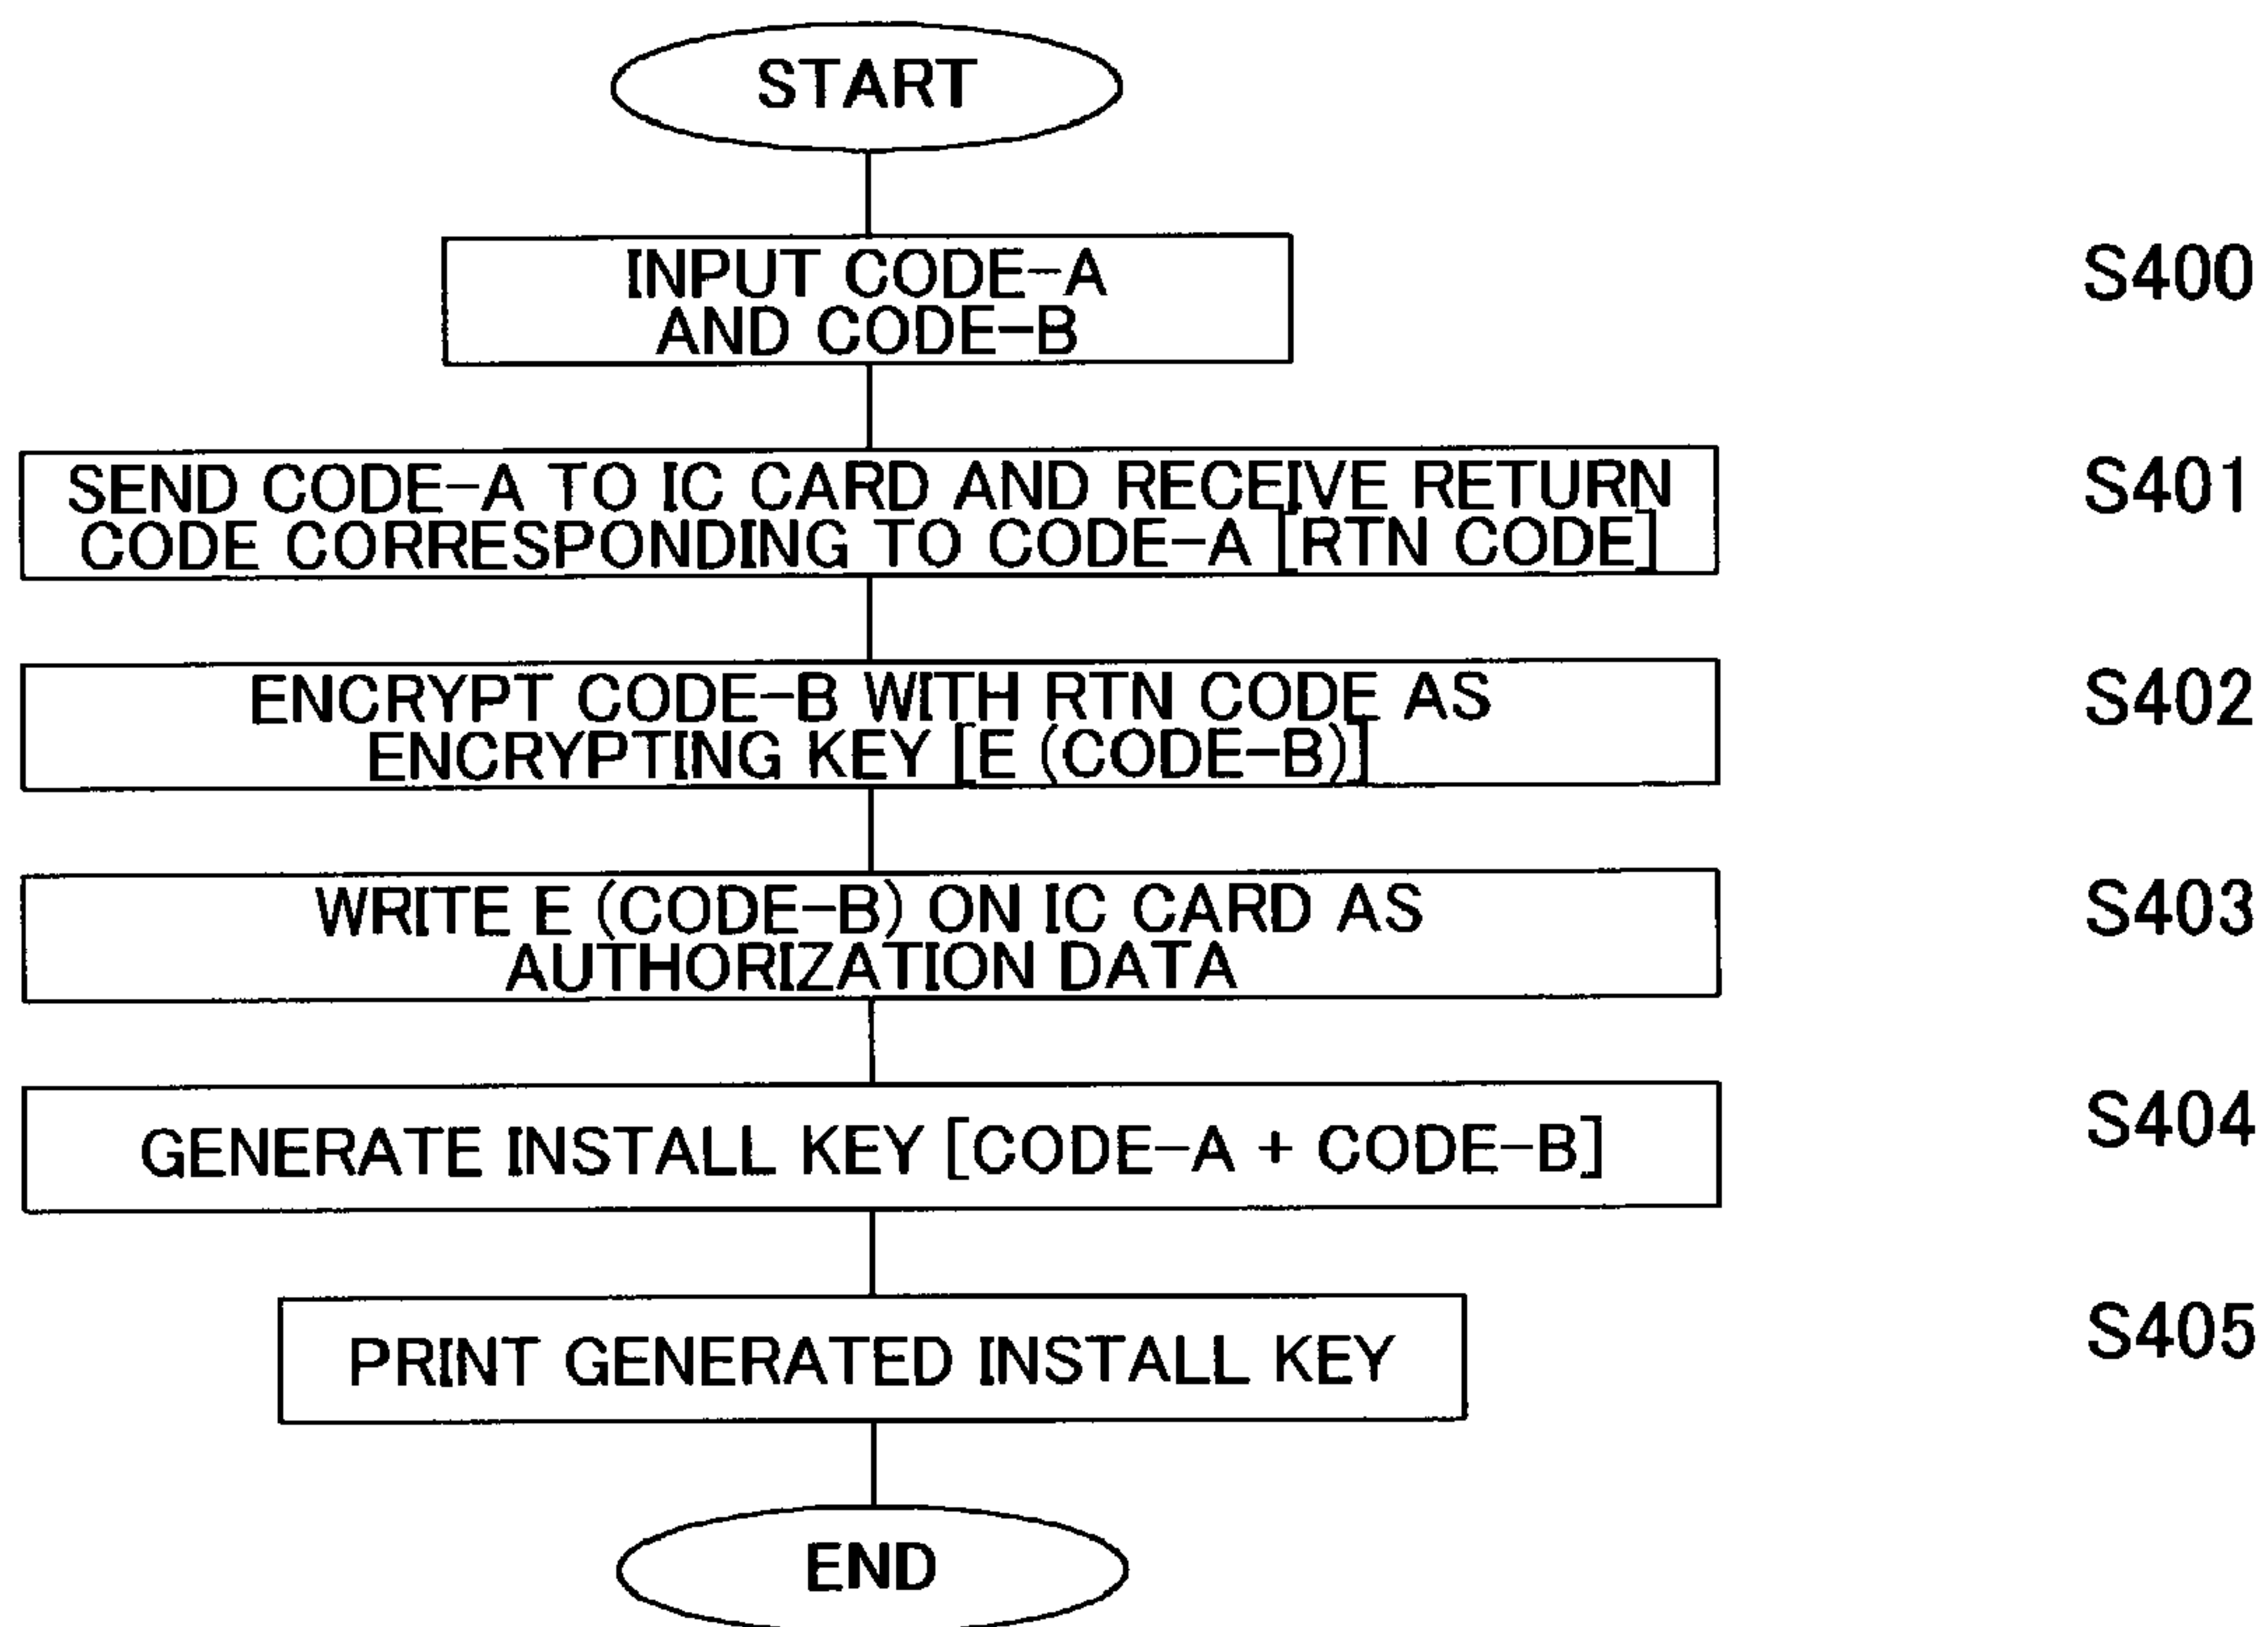 START
INPUT CODE-A
AND CODE-B
S400
SEND CODE-A TO IC CARD AND RECEIVE RETURN
CODE CORRESPONDING TO CODE-A [RTN CODE]
S401
ENCRYPT CODE-B WITH RTN CODE AS
ENCRYPTING KEY [E (CODE-B)]
S402
WRITE E (CODE-B) ON IC CARD AS
AUTHORIZATION DATA
S403
GENERATE INSTALL KEY [CODE-A + CODE-B]
S404
PRINT GENERATED INSTALL KEY
S405
END